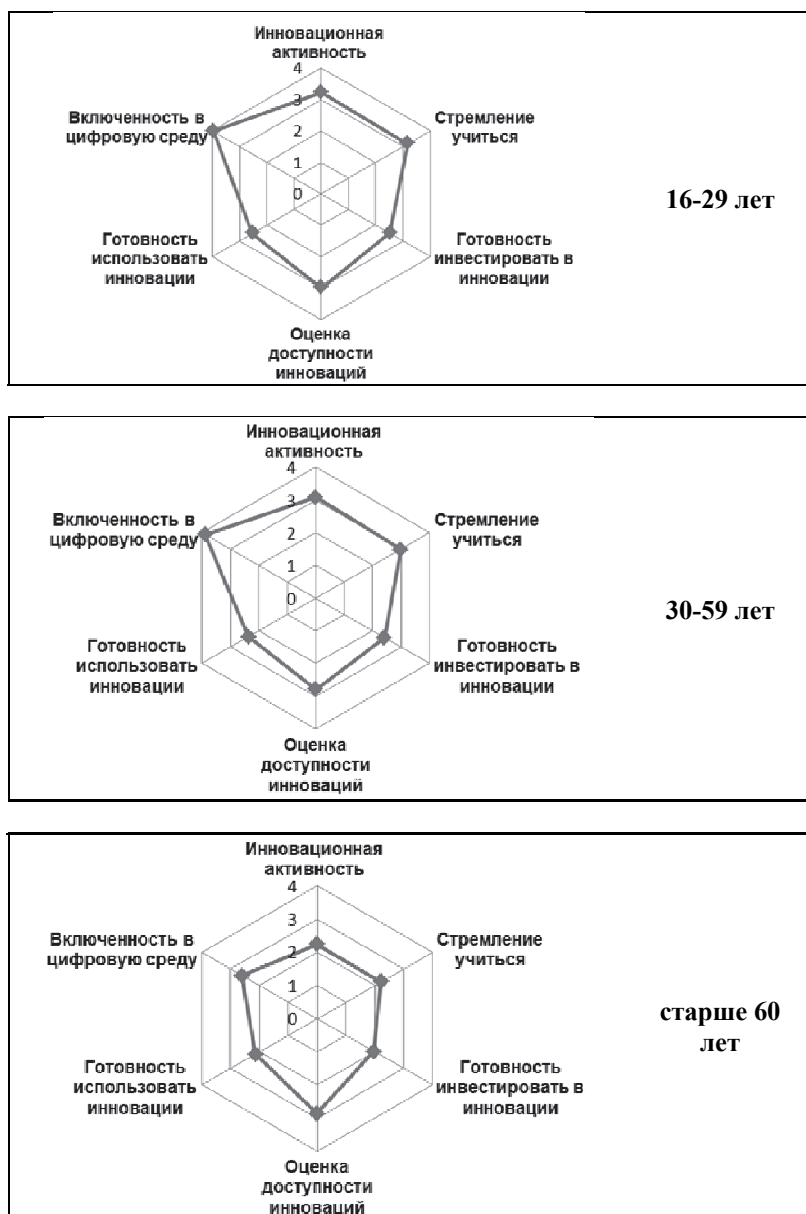 Инновационная
активность
4
3
2
1
0
Включенность в
цифровую среду
Стремление
учиться
Готовность
использовать
инновации
Готовность
инвестировать в
инновации
Оценка
доступности
инноваций
16-29 лет
Инновационная
активность
4
3
2
1
0
Включенность в
цифровую среду
Стремление
учиться
Готовность
использовать
инновации
Готовность
инвестировать в
инновации
Оценка
доступности
инноваций
30-59 лет
Инновационная
активность
4
3
2
1
0
Включенность в
цифровую среду
Стремление
учиться
Готовность
использовать
инновации
Готовность
инвестировать в
инновации
Оценка
доступности
инноваций
старше 60
лет